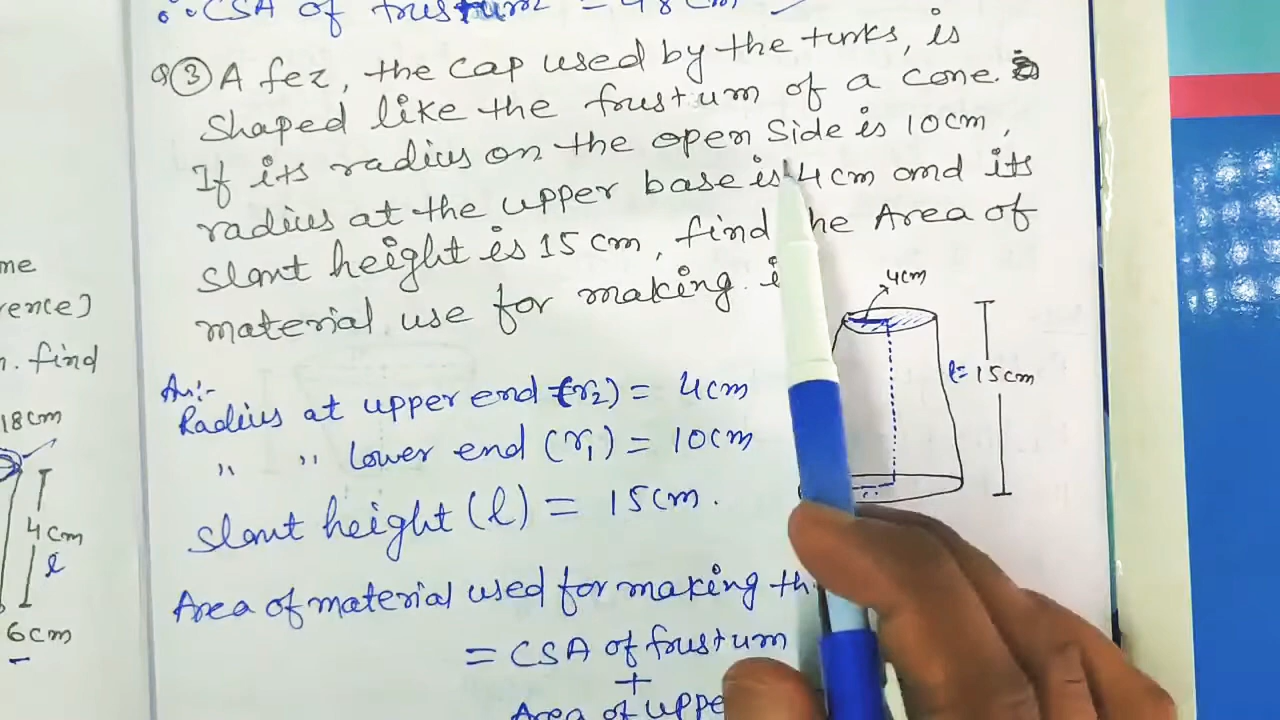 ∴ CSA of frustum = 48 cm
Q③ A fez, the cap used by the turks, is
shaped like the frustum of a cone.
If its radius on the open side is 10cm,
radius at the upper base is 4cm and its
slant height is 15cm, find the Area of
material use for making
4cm
l = 15cm
Ans:-
Radius at upper end (r2) = 4cm
" " lower end (r1) = 10cm
slant height (l) = 15cm.
Area of material used for making
= CSA of frustum
+
Area of
me
rence)
n. find
18cm
4cm
l
6cm